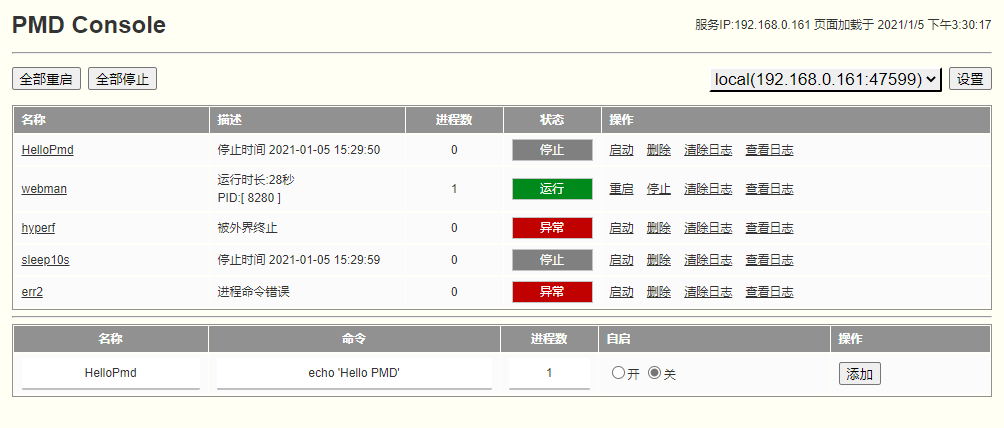 PMD Console
服务IP:192.168.0.161 页面加载于 2021/1/5 下午3:30:17
全部重启 全部停止 local(192.168.0.161:47599) 设置
名称 描述 进程数 状态 操作
HelloPmd 停止时间 2021-01-05 15:29:50 0 停止 启动 删除 清除日志 查看日志
webman 运行时长:28秒 1 运行 重启 停止 清除日志 查看日志
PID:[ 8280 ]
hyperf 被外界终止 0 异常 启动 删除 清除日志 查看日志
sleep10s 停止时间 2021-01-05 15:29:59 0 停止 启动 删除 清除日志 查看日志
err2 进程命令错误 0 异常 启动 删除 清除日志 查看日志
名称 命令 进程数 自启 操作
HelloPmd echo 'Hello PMD' 1 开 关 添加